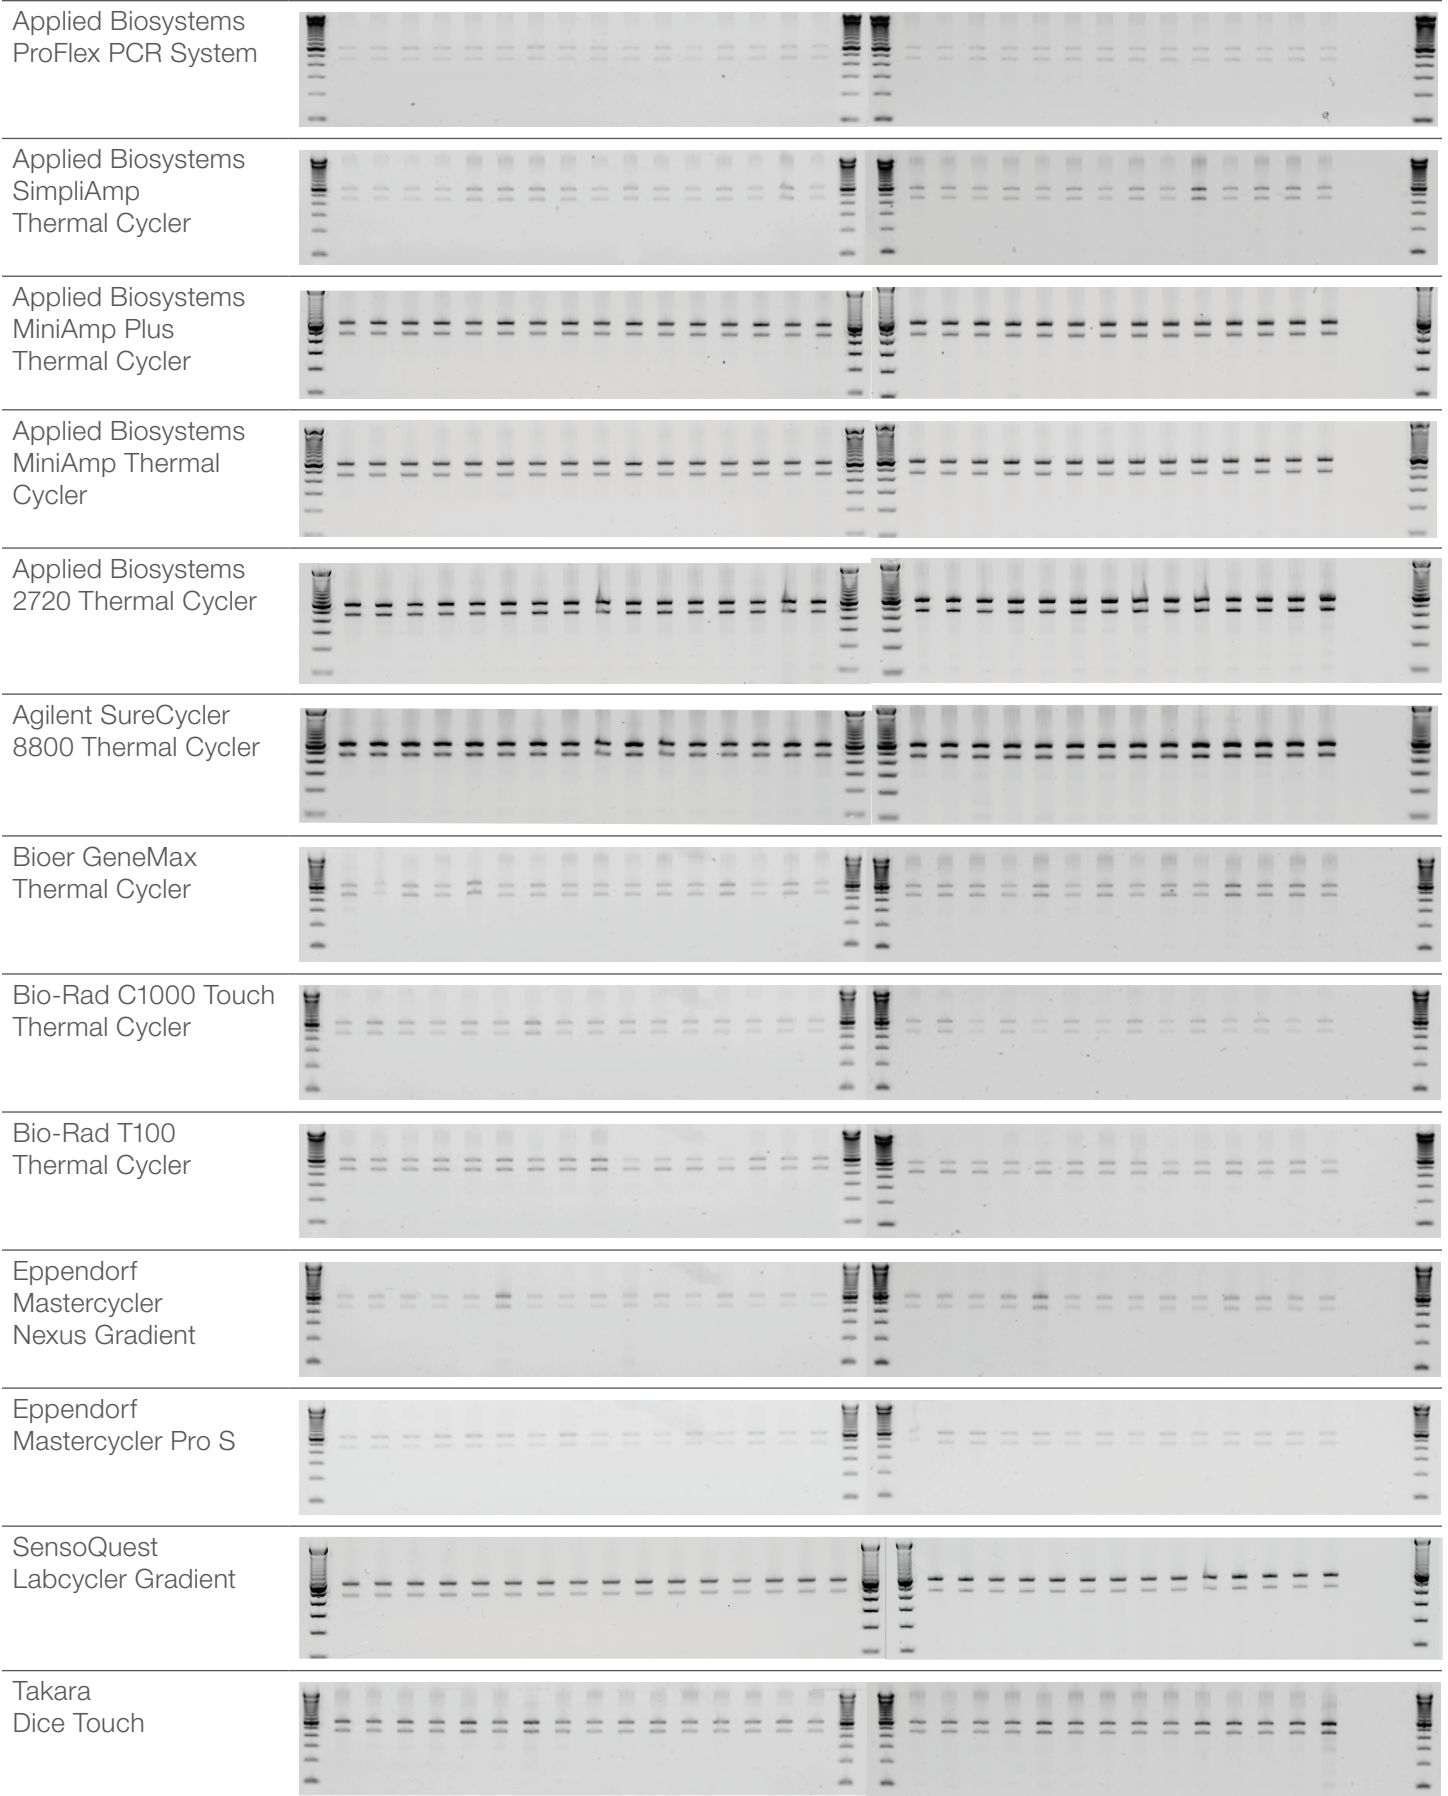 Applied Biosystems
ProFlex PCR System
Applied Biosystems
SimpliAmp
Thermal Cycler
Applied Biosystems
MiniAmp Plus
Thermal Cycler
Applied Biosystems
MiniAmp Thermal
Cycler
Applied Biosystems
2720 Thermal Cycler
Agilent SureCycler
8800 Thermal Cycler
Bioer GeneMax
Thermal Cycler
Bio-Rad C1000 Touch
Thermal Cycler
Bio-Rad T100
Thermal Cycler
Eppendorf
Mastercycler
Nexus Gradient
Eppendorf
Mastercycler Pro S
SensoQuest
Labcycler Gradient
Takara
Dice Touch